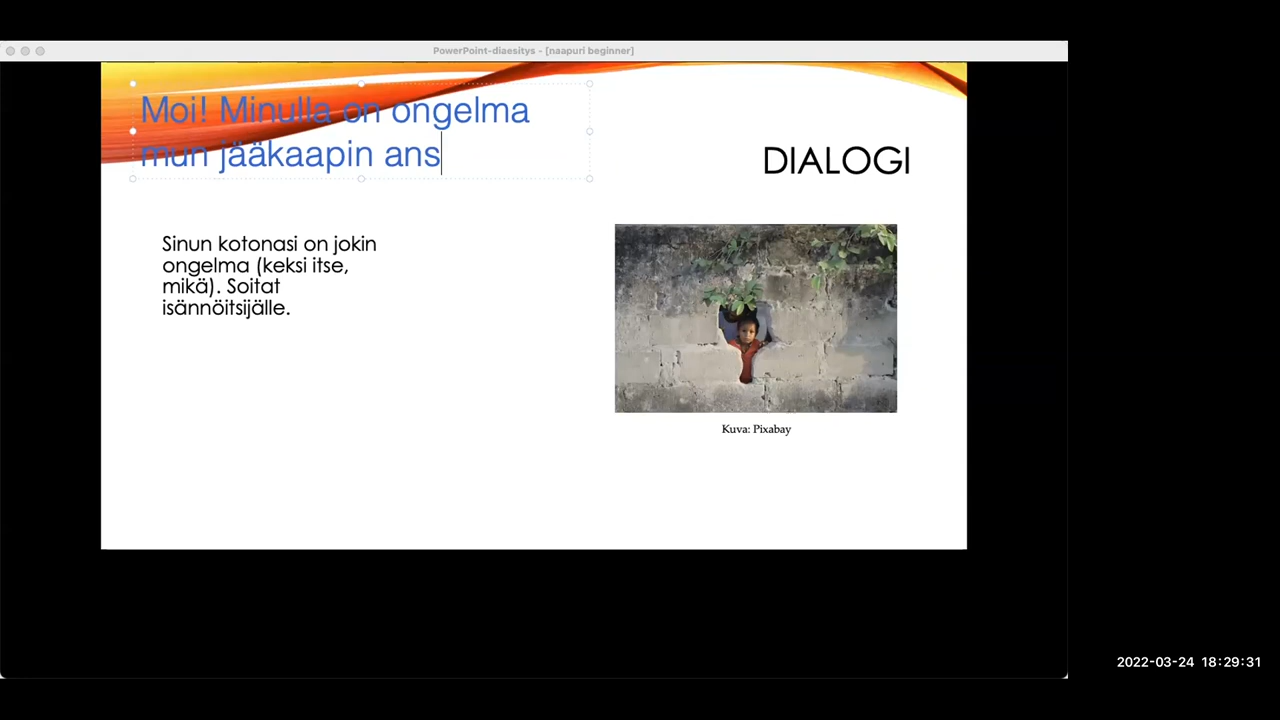 PowerPoint-diaesitys - [naapuri beginner]
Moi! Minulla on ongelma
mun jääkaapin ans
DIALOGI
Sinun kotonasi on jokin
ongelma (keksi itse,
mikä). Soitat
isännöitsijälle.
Kuva: Pixabay
2022-03-24 18:29:31